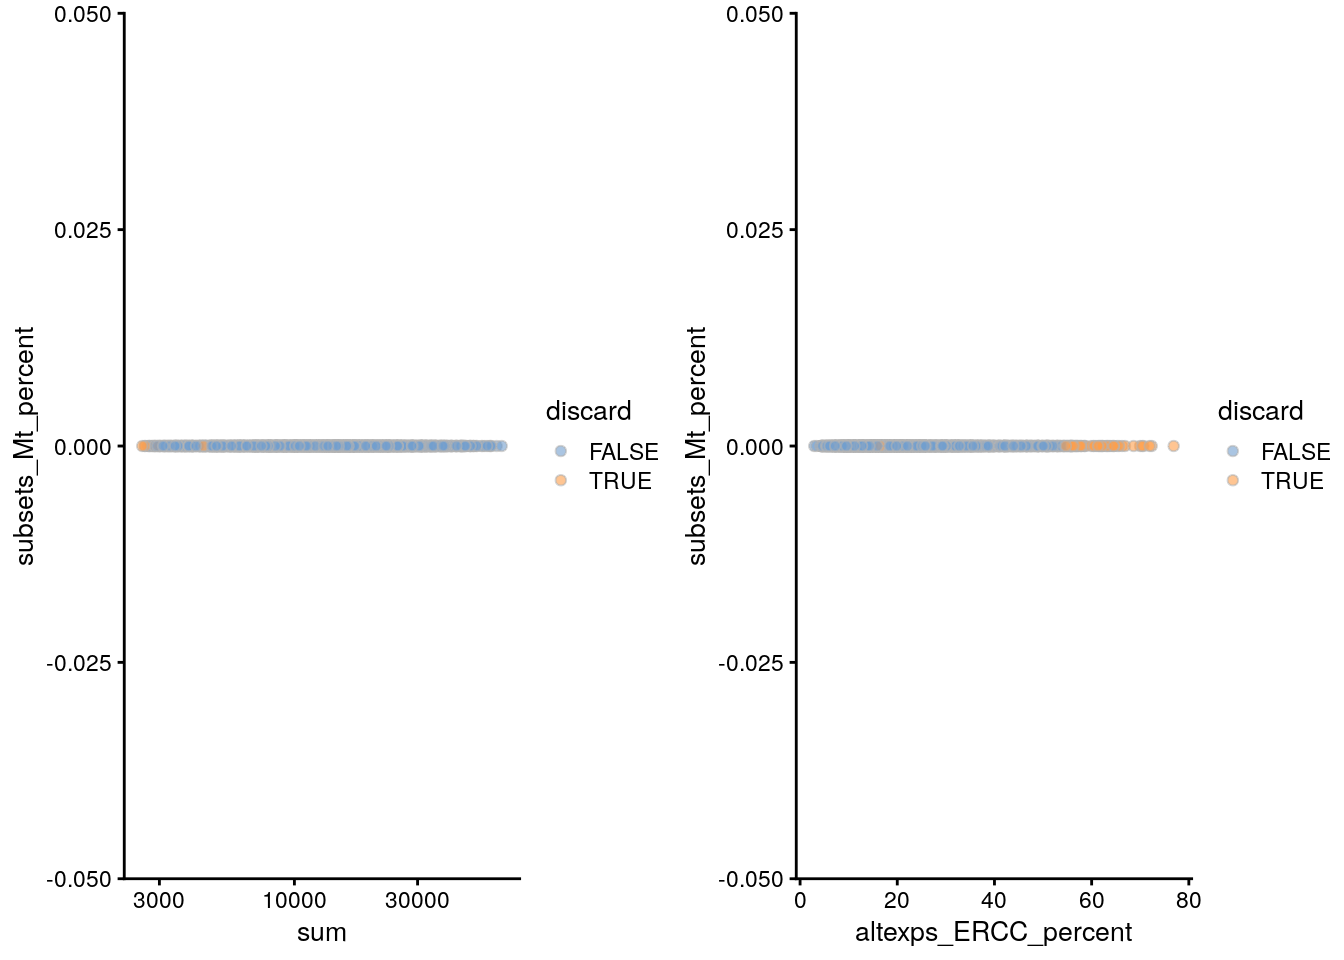 0.050
0.025
0.000
-0.025
-0.050
subsets_Mt_percent
3000 10000 30000
sum
discard
FALSE
TRUE
0.050
0.025
0.000
-0.025
-0.050
subsets_Mt_percent
0 20 40 60 80
altexps_ERCC_percent
discard
FALSE
TRUE